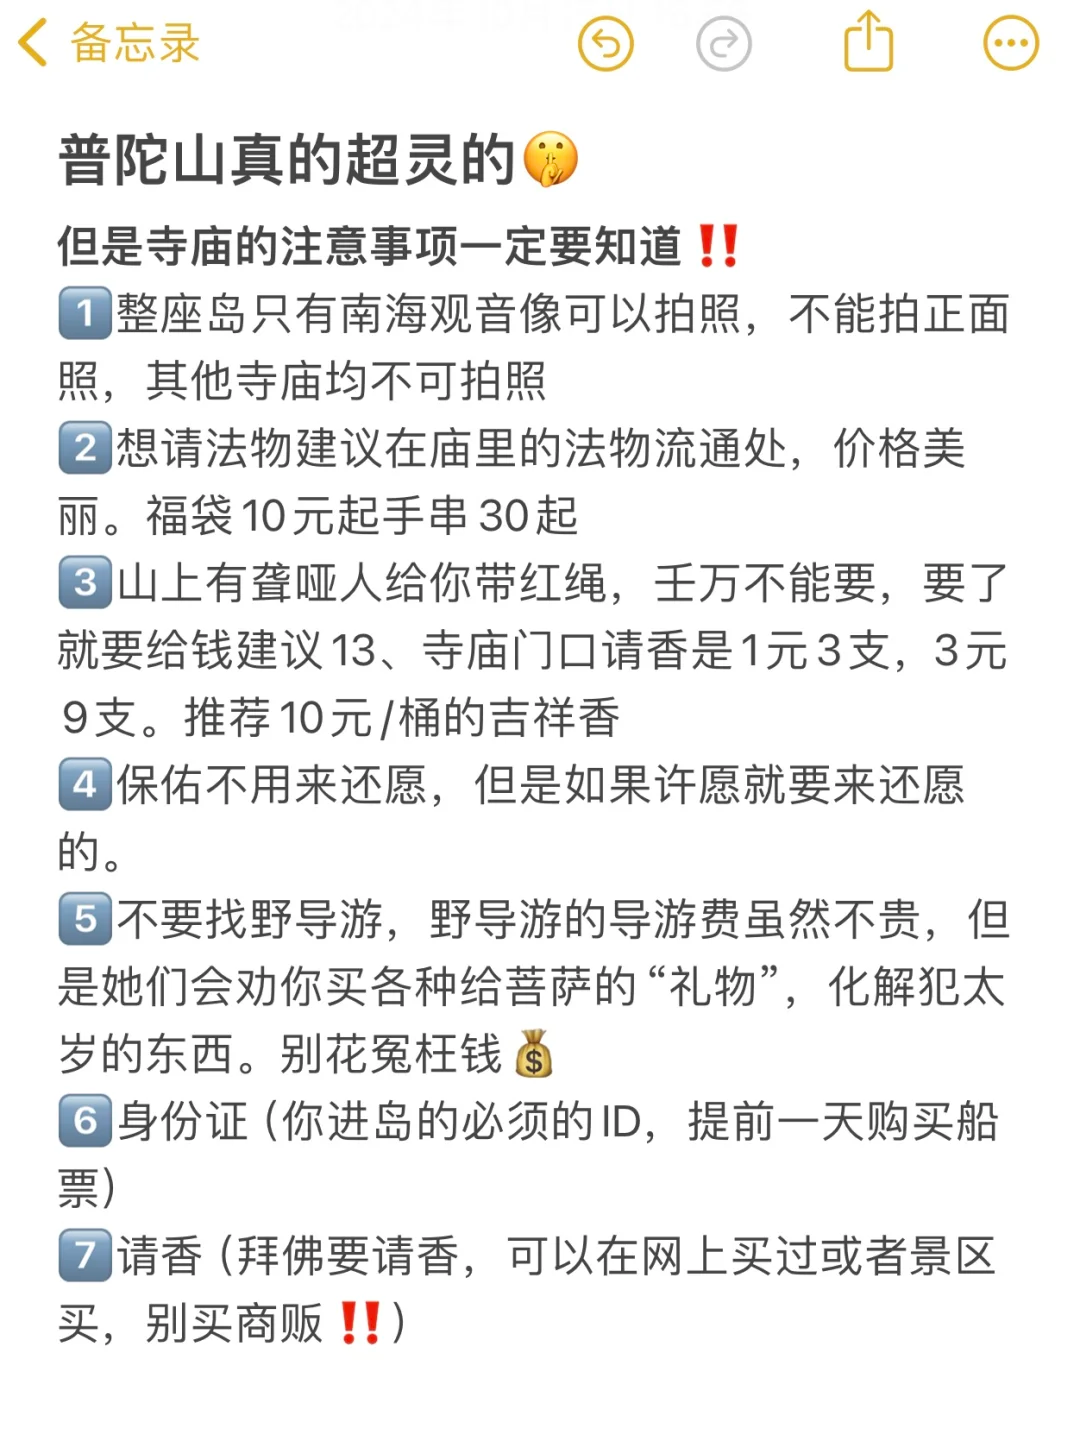 备忘录
普陀山真的超灵的🤫
但是寺庙的注意事项一定要知道‼️
1️⃣整座岛只有南海观音像可以拍照，不能拍正面
照，其他寺庙均不可拍照
2️⃣想请法物建议在庙里的法物流通处，价格美
丽。福袋10元起手串30起
3️⃣山上有聋哑人给你带红绳，壬万不能要，要了
就要给钱建议13、寺庙门口请香是1元3支，3元
9支。推荐10元/桶的吉祥香
4️⃣保佑不用来还愿，但是如果许愿就要来还愿
的。
5️⃣不要找野导游，野导游的导游费虽然不贵，但
是她们会劝你买各种给菩萨的“礼物”，化解犯太
岁的东西。别花冤枉钱💰
6️⃣身份证（你进岛的必须的ID，提前一天购买船
票）
7️⃣请香（拜佛要请香，可以在网上买过或者景区
买，别买商贩‼️）